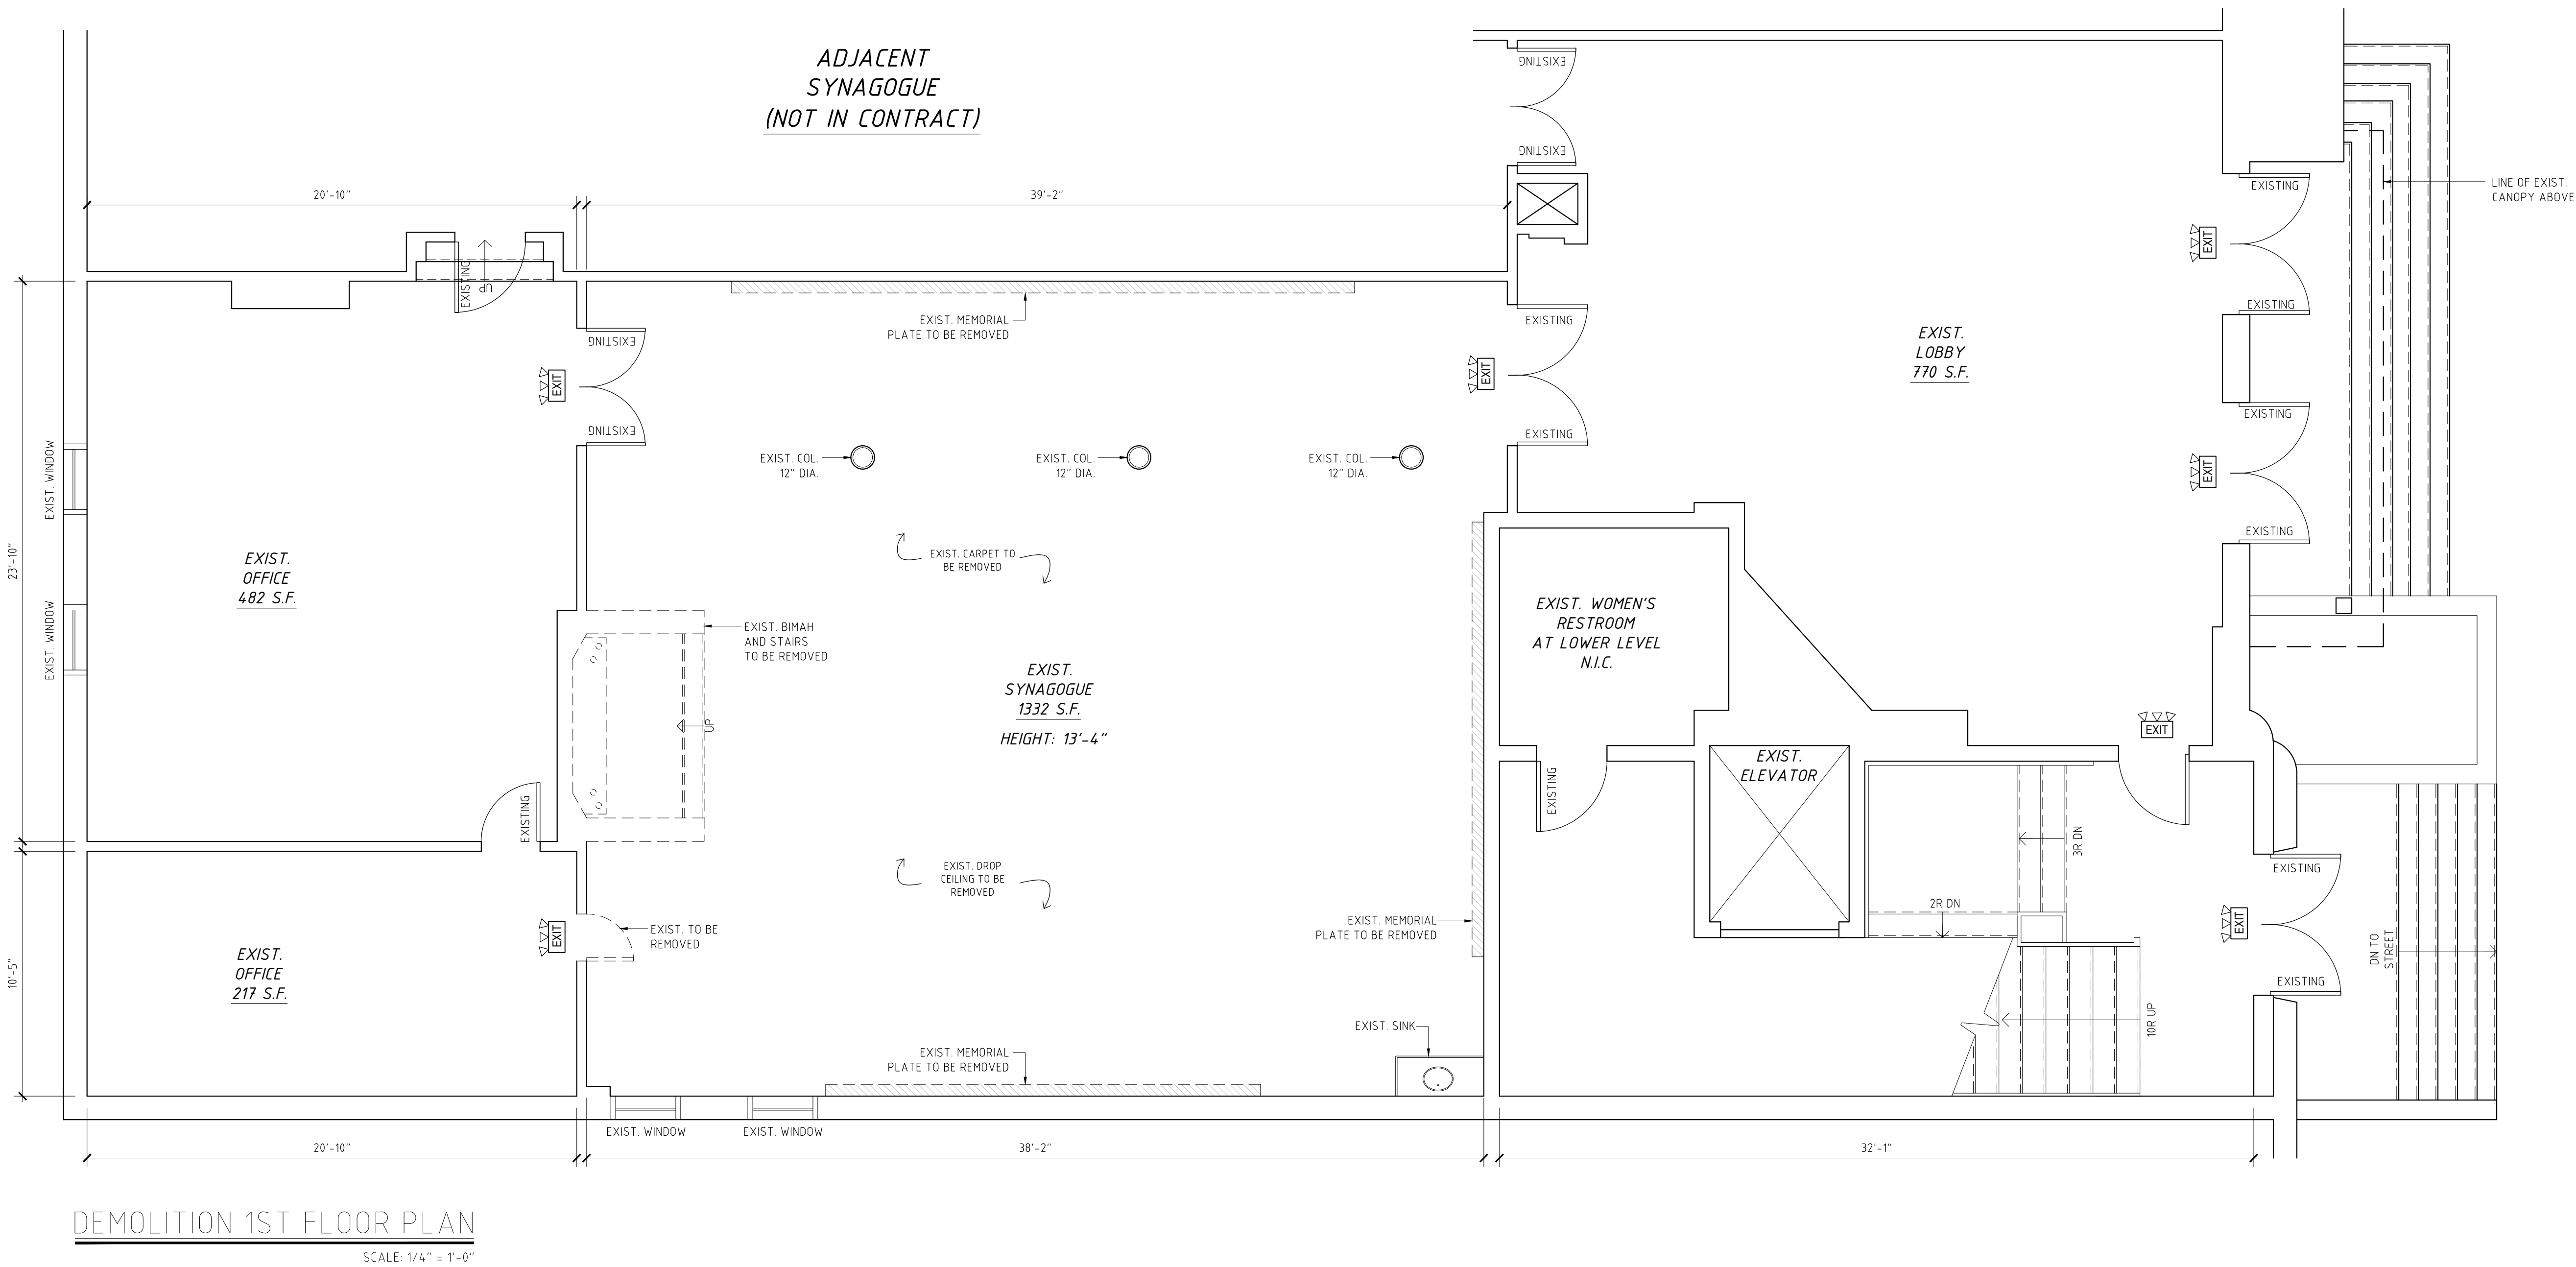 ADJACENT
SYNAGOGUE
(NOT IN CONTRACT)
EXISTING
EXISTING
LINE OF EXIST.
CANOPY ABOVE
20'-10"
39'-2"
EXISTING
EXISTING
EXISTING
EXISTING
EXIT
EXIT
EXISTING
UP
EXIST. MEMORIAL
PLATE TO BE REMOVED
EXISTING
EXISTING
EXIT
EXISTING
EXISTING
EXIT
EXIST.
LOBBY
770 S.F.
EXIST. COL.
12" DIA.
EXIST. COL.
12" DIA.
EXIST. COL.
12" DIA.
EXIST. WINDOW
EXIST. WINDOW
23'-10"
EXIST.
OFFICE
482 S.F.
EXIST. CARPET TO
BE REMOVED
EXIST. BIMAH
AND STAIRS
TO BE REMOVED
UP
EXIST.
SYNAGOGUE
1332 S.F.
HEIGHT: 13'-4"
EXIST. WOMEN'S
RESTROOM
AT LOWER LEVEL
N.I.C.
EXIT
EXIST.
ELEVATOR
EXISTING
EXISTING
3R DN
2R DN
10R UP
EXIST. DROP
CEILING TO BE
REMOVED
EXIST. MEMORIAL
PLATE TO BE REMOVED
EXISTING
EXISTING
EXIT
DN TO
STREET
EXIT
EXIST. TO BE
REMOVED
10'-5"
EXIST.
OFFICE
217 S.F.
EXIST. SINK
EXIST. MEMORIAL
PLATE TO BE REMOVED
EXIST. WINDOW
EXIST. WINDOW
20'-10"
38'-2"
32'-1"
DEMOLITION 1ST FLOOR PLAN
SCALE: 1/4" = 1'-0"